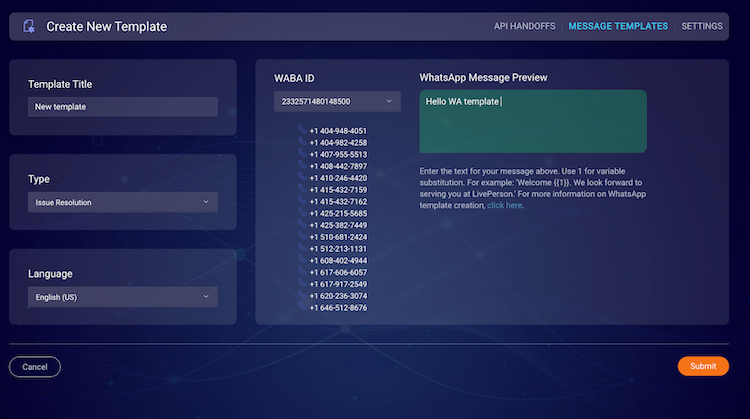 Create New Template
API HANDOFFS
MESSAGE TEMPLATES
SETTINGS
Template Title
New template
Type
Issue Resolution
Language
English (US)
WABA ID
2332571480148500
+1 404-948-4051
+1 404-982-4258
+1 407-955-5513
+1 408-442-7897
+1 410-246-4420
+1 415-432-7159
+1 415-432-7162
+1 425-215-5685
+1 425-382-7449
+1 510-681-2424
+1 512-213-1131
+1 608-402-4944
+1 617-606-6057
+1 617-917-2549
+1 620-236-3074
+1 646-512-8676
WhatsApp Message Preview
Hello WA template
Enter the text for your message above. Use 1 for variable
substitution. For example: 'Welcome {{1}}. We look forward to
serving you at LivePerson.' For more information on WhatsApp
template creation, click here.
Cancel
Submit